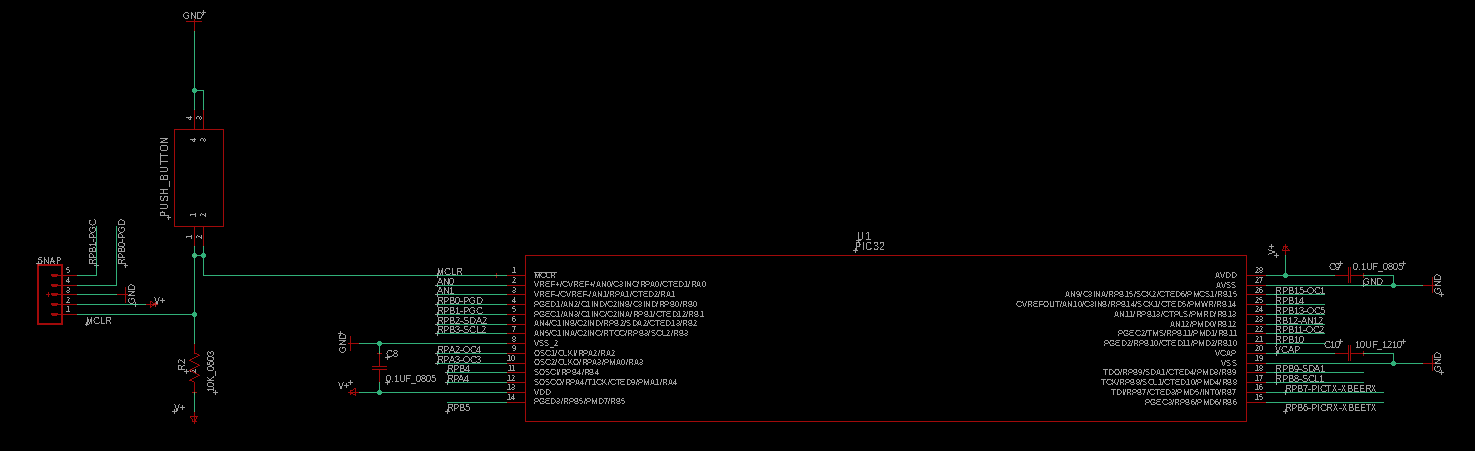 GND
4 3
4 3
PUSH_BUTTON
1 2
1 2
RPB1-PGC
RPB0-PGD
SNAP
5
4
3
2
1
GND
V+
MCLR
R2
10K_0603
V+
GND
C8
0.1UF_0805
V+
U1
PIC32
MCLR 1 MCLR
AN0 2 VREF+/CVREF+/AN0/C3INC/RPA0/CTED1/RA0
AN1 3 VREF-/CVREF-/AN1/RPA1/CTED2/RA1
RPB0-PGD 4 PGED1/AN2/C1IND/C2INB/C3IND/RPB0/RB0
RPB1-PGC 5 PGEC1/AN3/C1INC/C2INA/RPB1/CTED12/RB1
RPB2-SDA2 6 AN4/C1INB/C2IND/RPB2/SDA2/CTED13/RB2
RPB3-SCL2 7 AN5/C1INA/C2INC/RTCC/RPB3/SCL2/RB3
8 VSS_2
RPA2-OC4 9 OSC1/CLKI/RPA2/RA2
RPA3-OC3 10 OSC2/CLKO/RPA3/PMA0/RA3
RPB4 11 SOSCI/RPB4/RB4
RPA4 12 SOSCO/RPA4/T1CK/CTED9/PMA1/RA4
13 VDD
RPB5 14 PGED3/RPB5/PMD7/RB5
V+
AVDD 28 C9 0.1UF_0805
AVSS 27 GND
GND
AN9/C3INA/RPB15/SCK2/CTED6/PMCS1/RB15 26 RPB15-OC1
CVREFOUT/AN10/C3INB/RPB14/SCK1/CTED5/PMWR/RB14 25 RPB14
AN11/RPB13/CTPLS/PMRD/RB13 24 RPB13-OC5
AN12/PMD0/RB12 23 RB12-AN12
PGEC2/TMS/RPB11/PMD1/RB11 22 RPB11-OC2
PGED2/RPB10/CTED11/PMD2/RB10 21 RPB10
VCAP 20 VCAP C10 10UF_1210
VSS 19
GND
TDO/RPB9/SDA1/CTED4/PMD3/RB9 18 RPB9-SDA1
TCK/RPB8/SCL1/CTED10/PMD4/RB8 17 RPB8-SCL1
TDI/RPB7/CTED3/PMD5/INT0/RB7 16 RPB7-PICTX-XBEERX
PGEC3/RPB6/PMD6/RB6 15 RPB6-PICRX-XBEETX